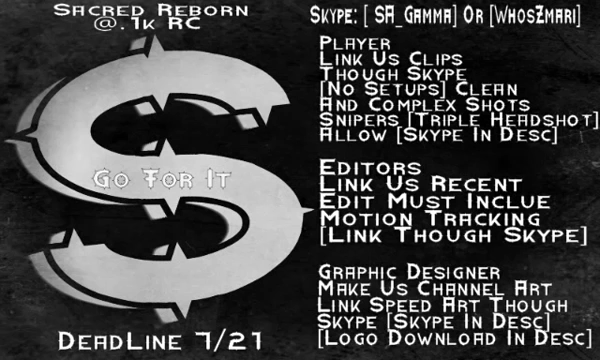 Sacred Reborn
@.1k RC
Go For It
DeadLine 7/21
Skype: [ SA_Gamma] Or [WhosZmari]
Player
Link Us Clips
Though Skype
[No Setups] Clean
And Complex Shots
Snipers [Triple Headshot]
Allow [Skype In Desc]
Editors
Link Us Recent
Edit Must Inclue
Motion Tracking
[Link Though Skype]
Graphic Designer
Make Us Channel Art
Link Speed Art Though
Skype [Skype In Desc]
[Logo Download In Desc]